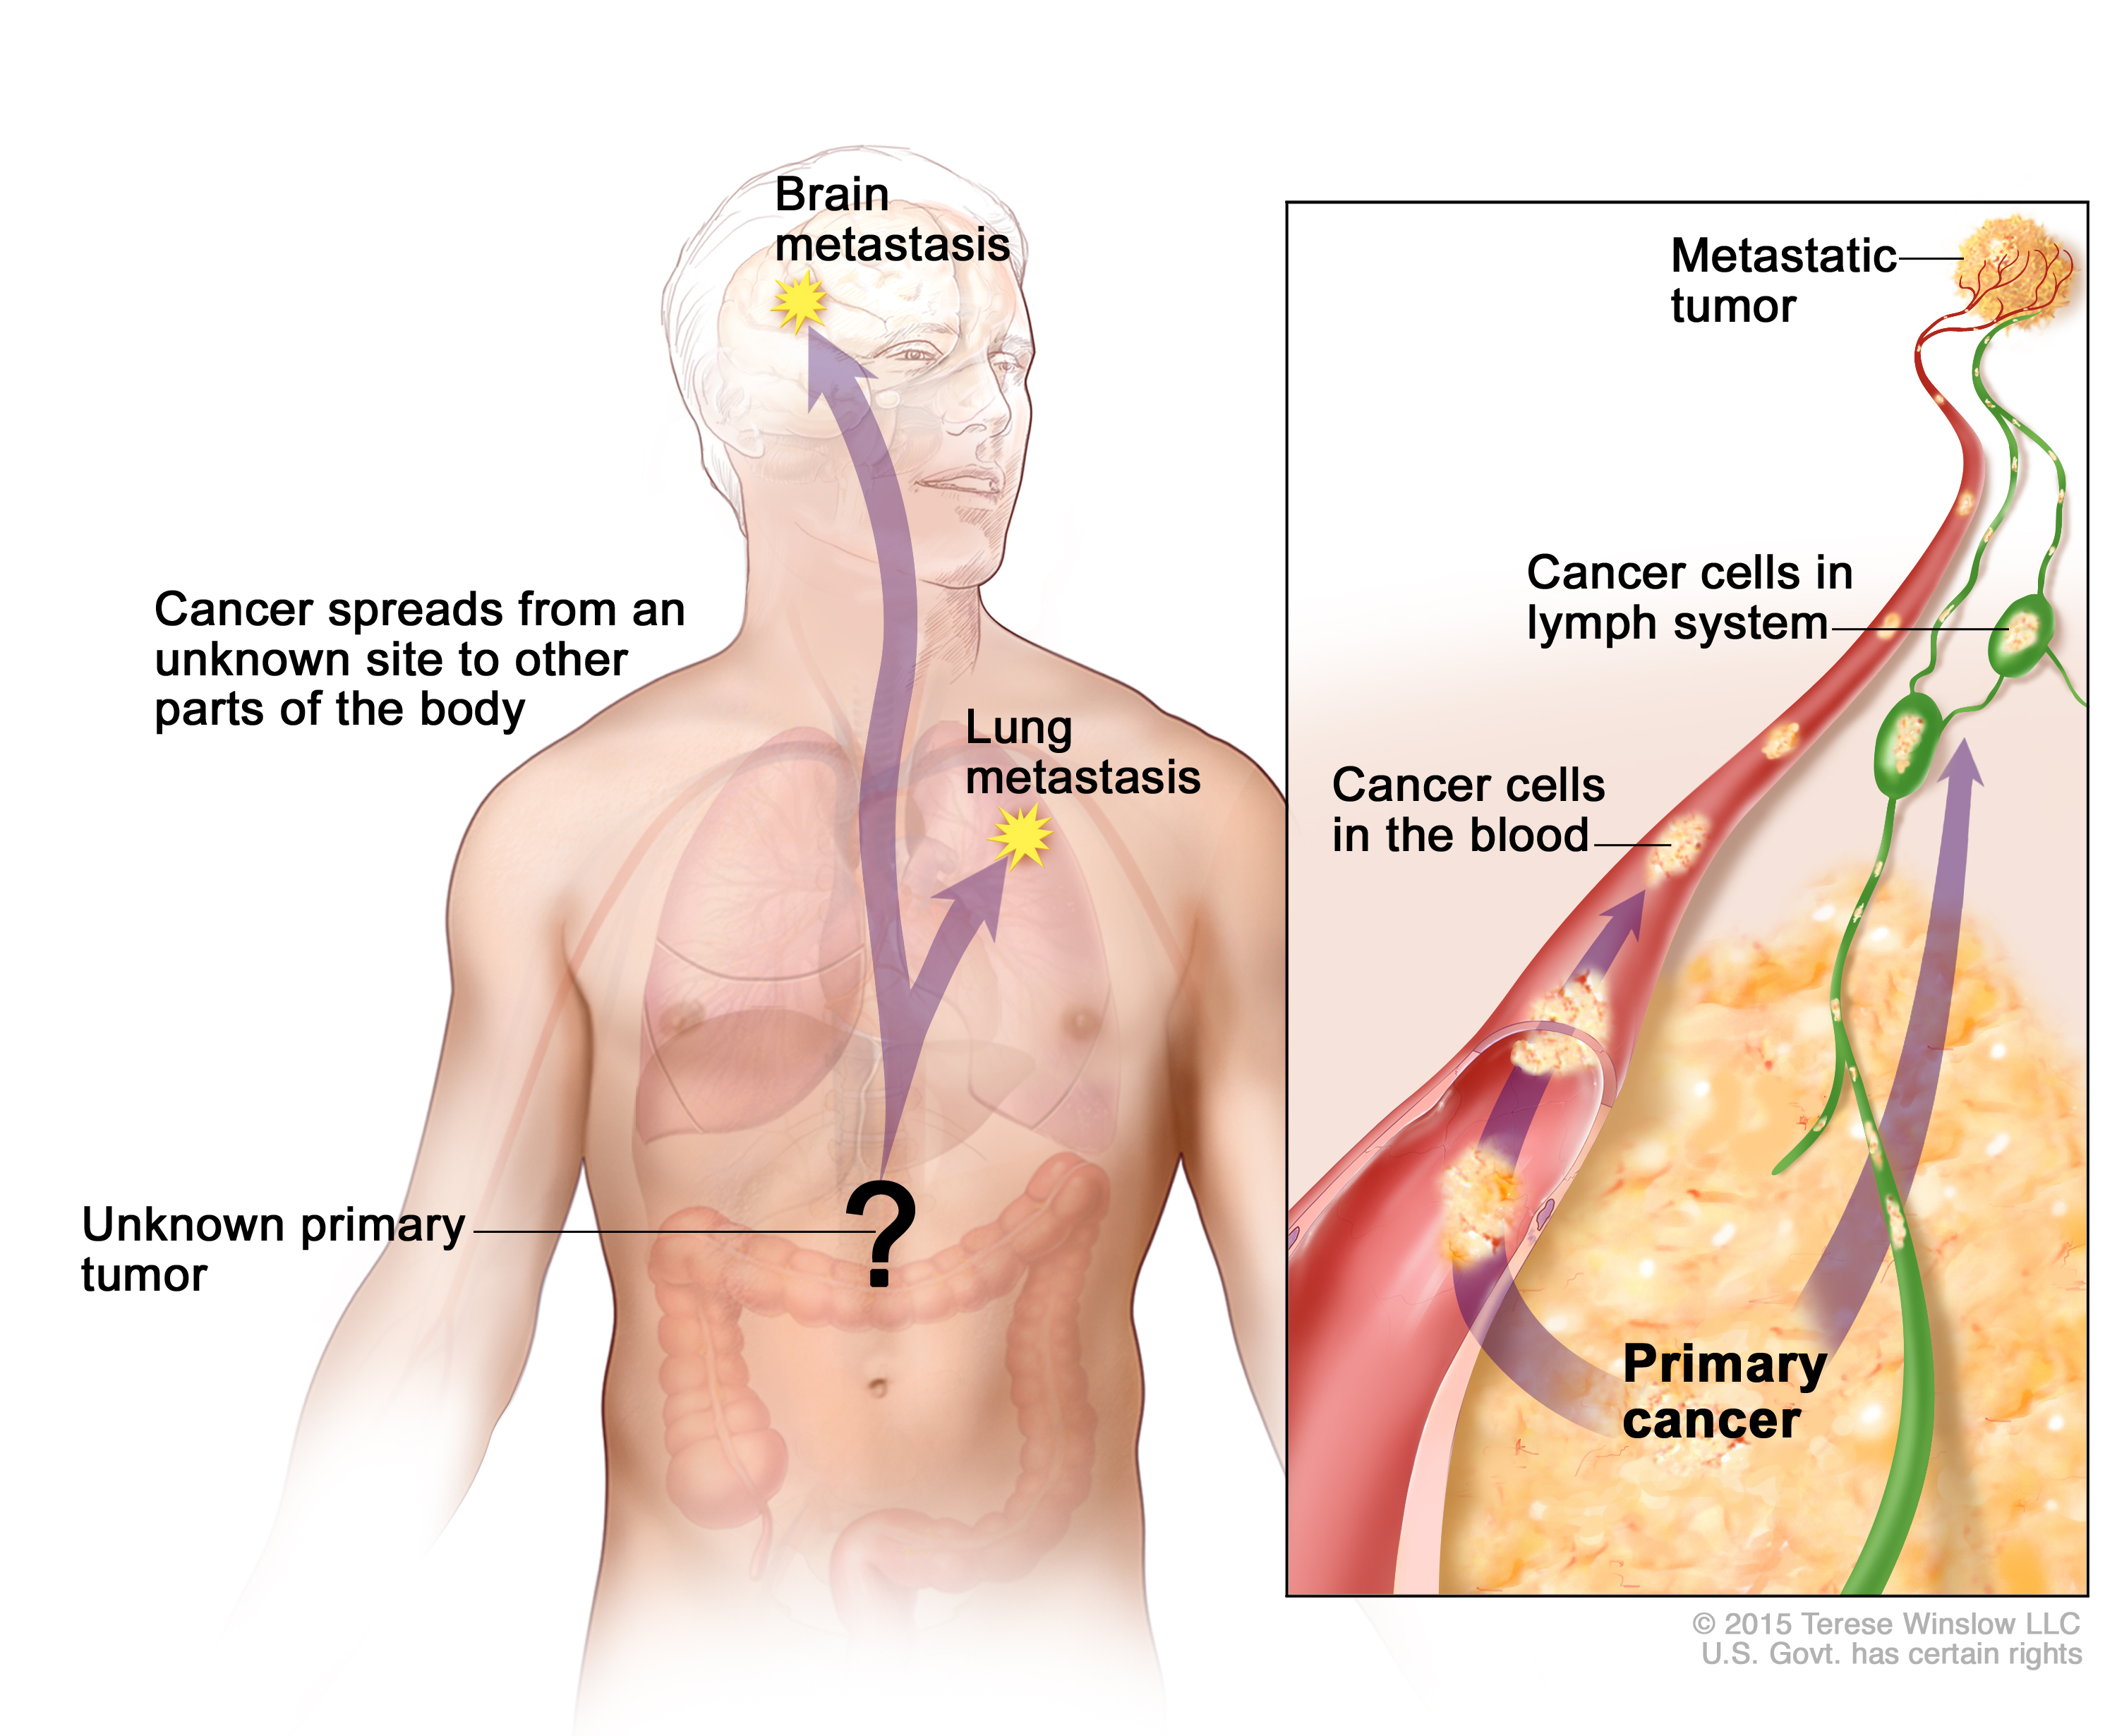 Brain
metastasis
Cancer spreads from an
unknown site to other
parts of the body
Lung
metastasis
Unknown primary
tumor
?
Metastatic
tumor
Cancer cells in
lymph system
Cancer cells
in the blood
Primary
cancer
© 2015 Terese Winslow LLC
U.S. Govt. has certain rights